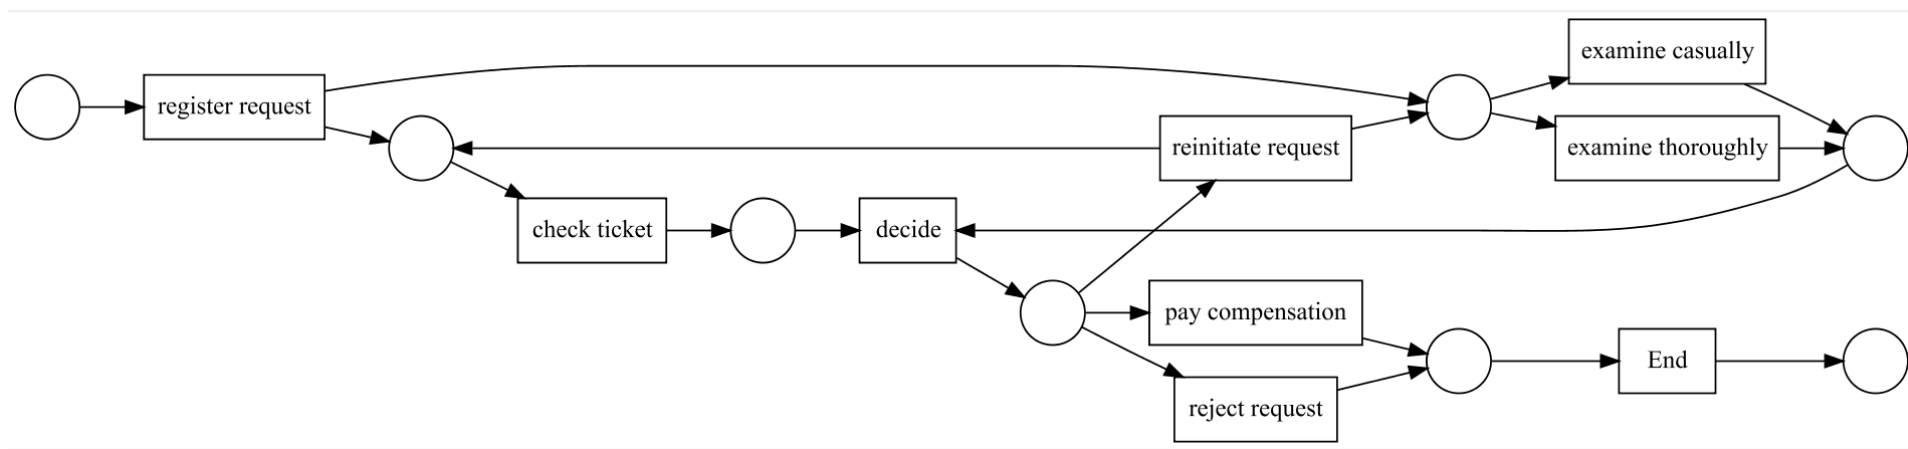 examine casually
register request
reinitiate request
examine thoroughly
check ticket
decide
pay compensation
End
reject request